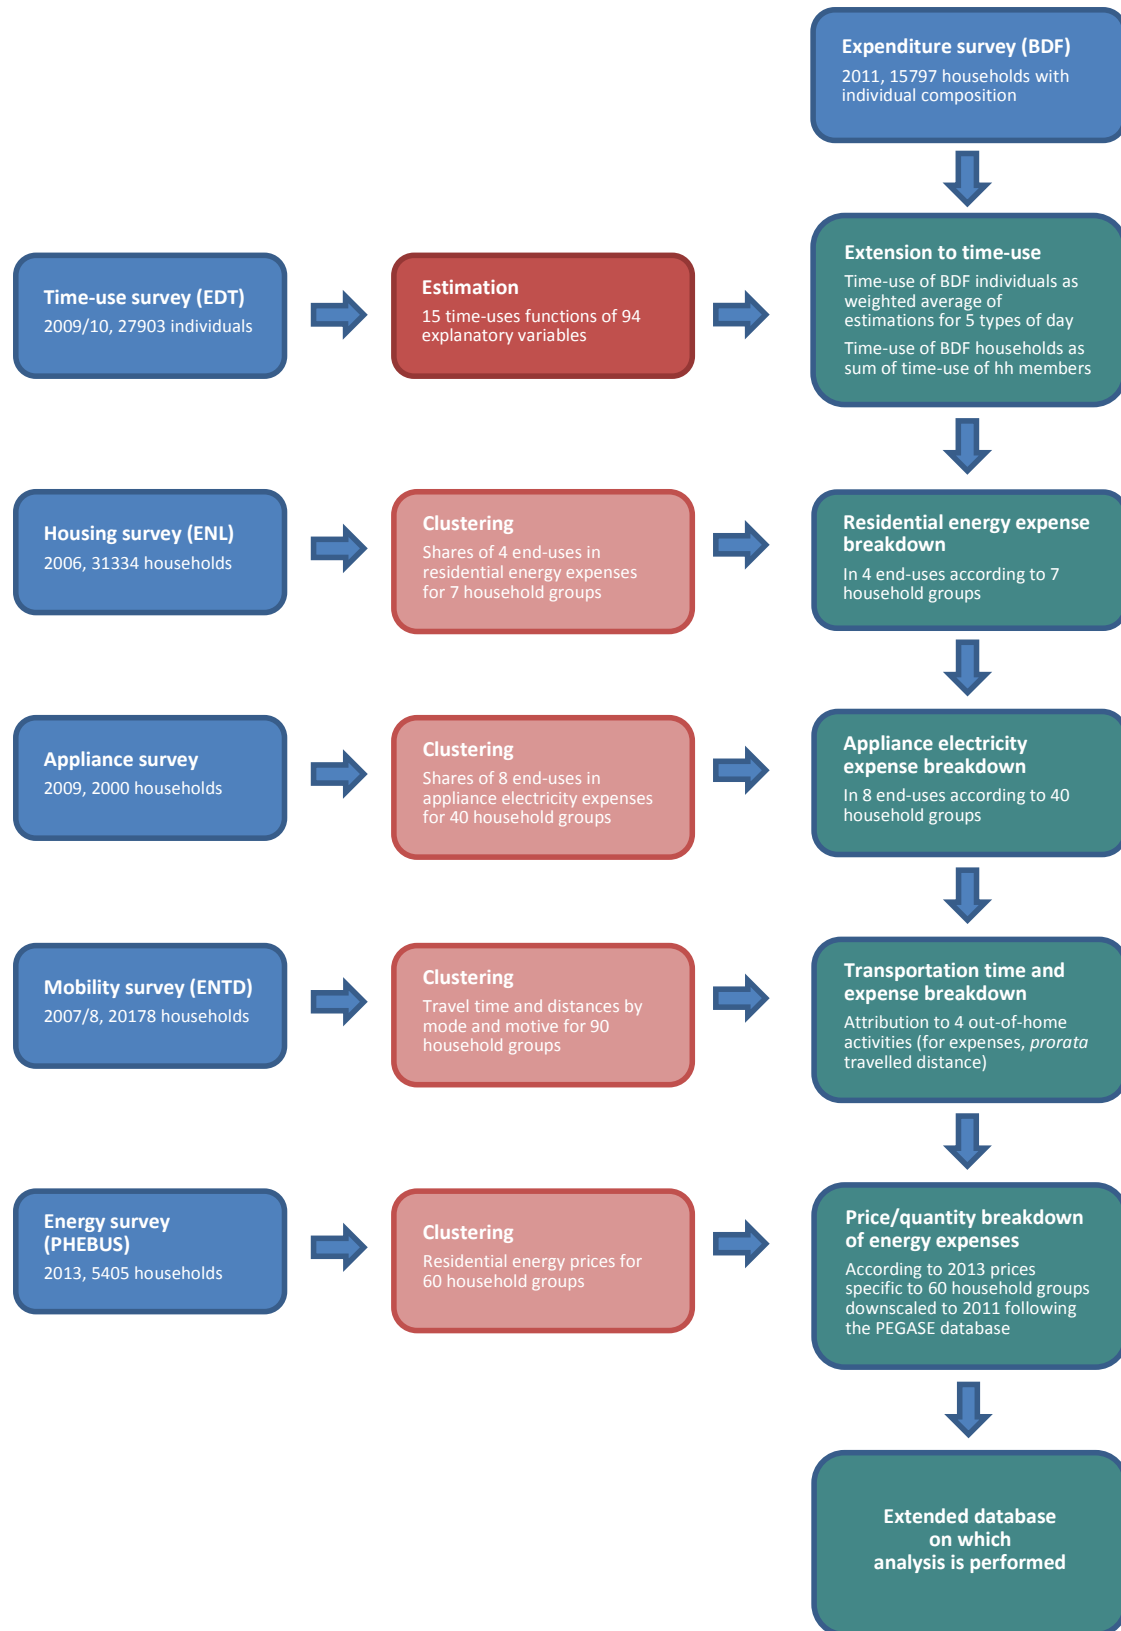 Expenditure survey (BDF)
2011, 15797 households with
individual composition
Time-use survey (EDT)
2009/10, 27903 individuals
Estimation
15 time-uses functions of 94
explanatory variables
Extension to time-use
Time-use of BDF individuals as
weighted average of
estimations for 5 types of day
Time-use of BDF households as
sum of time-use of hh members
Housing survey (ENL)
2006, 31334 households
Clustering
Shares of 4 end-uses in
residential energy expenses
for 7 household groups
Residential energy expense
breakdown
In 4 end-uses according to 7
household groups
Appliance survey
2009, 2000 households
Clustering
Shares of 8 end-uses in
appliance electricity expenses
for 40 household groups
Appliance electricity
expense breakdown
In 8 end-uses according to 40
household groups
Mobility survey (ENTD)
2007/8, 20178 households
Clustering
Travel time and distances by
mode and motive for 90
household groups
Transportation time and
expense breakdown
Attribution to 4 out-of-home
activities (for expenses, prorata
travelled distance)
Energy survey
(PHEBUS)
2013, 5405 households
Clustering
Residential energy prices for
60 household groups
Price/quantity breakdown
of energy expenses
According to 2013 prices
specific to 60 household groups
downscaled to 2011 following
the PEGASE database
Extended database
on which
analysis is performed